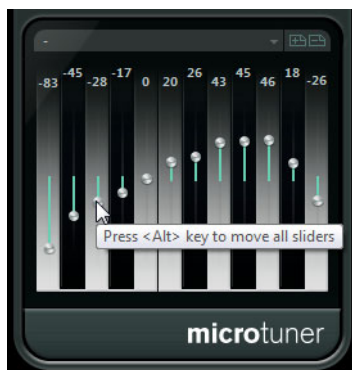 -
-83 -45 -28 -17 0 20 26 43 45 46 18 -26
Press <Alt> key to move all sliders
microtuner